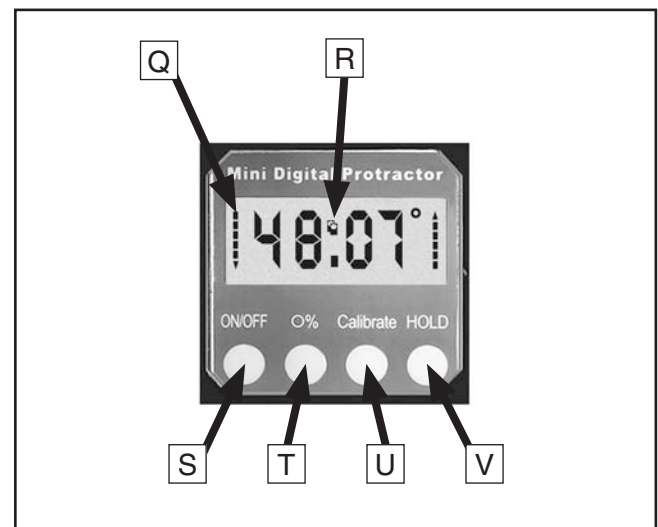 Q R
Mini Digital Protractor
48.07°
ON/OFF O% Calibrate HOLD
S T U V